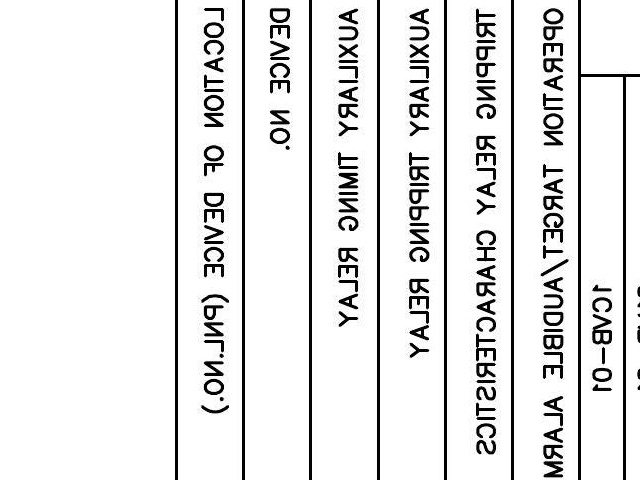 LOCATION OF DEVICE (PNL.NO.)
DEVICE NO.
AUXILIARY TIMING RELAY
AUXILIARY TRIPPING RELAY
TRIPPING RELAY CHARACTERISTICS
OPERATION TARGET/AUDIBLE ALARM
1CVB-01